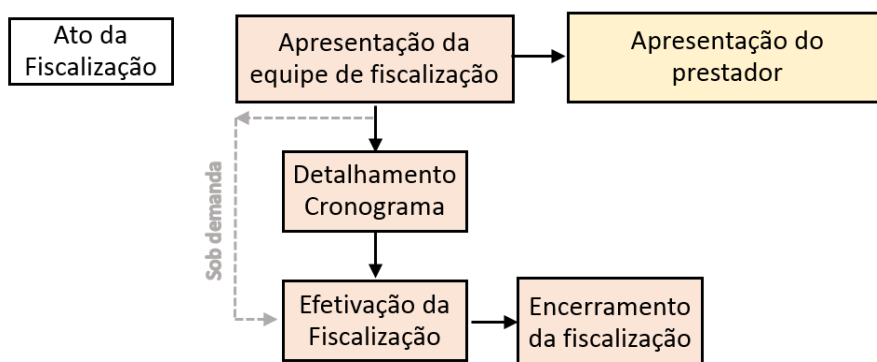 Ato da
Fiscalização
Apresentação da
equipe de fiscalização
Apresentação do
prestador
Detalhamento
Cronograma
Sob demanda
Efetivação da
Fiscalização
Encerramento
da fiscalização